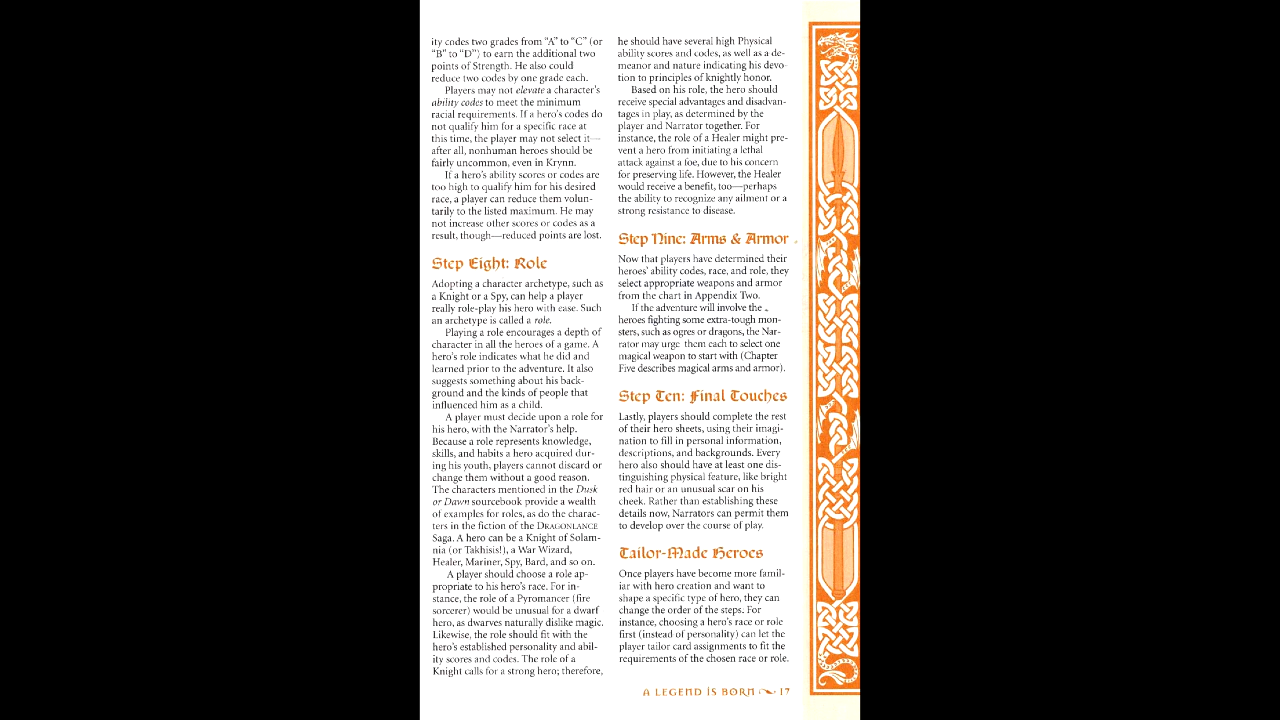 ity codes two grades from “A” to “C” (or
“B” to “D”) to earn the additional two
points of Strength. He also could
reduce two codes by one grade each.
Players may not elevate a character’s
ability codes to meet the minimum
racial requirements. If a hero’s codes do
not qualify him for a specific race at
this time, the player may not select it—
after all, nonhuman heroes should be
fairly uncommon, even in Krynn.
If a hero’s ability scores or codes are
too high to qualify him for his desired
race, a player can reduce them volun-
tarily to the listed maximum. He may
not increase other scores or codes as a
result, though—reduced points are lost.
Step Eight: Role
Adopting a character archetype, such as
a Knight or a Spy, can help a player
really role-play his hero with ease. Such
an archetype is called a role.
Playing a role encourages a depth of
character in all the heroes of a game. A
hero’s role indicates what he did and
learned prior to the adventure. It also
suggests something about his back-
ground and the kinds of people that
influenced him as a child.
A player must decide upon a role for
his hero, with the Narrator’s help.
Because a role represents knowledge,
skills, and habits a hero acquired dur-
ing his youth, players cannot discard or
change them without a good reason.
The characters mentioned in the Dusk
or Dawn sourcebook provide a wealth
of examples for roles, as do the charac-
ters in the fiction of the DRAGONLANCE
Saga. A hero can be a Knight of Solam-
nia (or Takhisis!), a War Wizard,
Healer, Mariner, Spy, Bard, and so on.
A player should choose a role ap-
propriate to his hero’s race. For in-
stance, the role of a Pyromancer (fire
sorcerer) would be unusual for a dwarf
hero, as dwarves naturally dislike magic.
Likewise, the role should fit with the
hero’s established personality and abil-
ity scores and codes. The role of a
Knight calls for a strong hero; therefore,
he should have several high Physical
ability scores and codes, as well as a de-
meanor and nature indicating his devo-
tion to principles of knightly honor.
Based on his role, the hero should
receive special advantages and disadvan-
tages in play, as determined by the
player and Narrator together. For
instance, the role of a Healer might pre-
vent a hero from initiating a lethal
attack against a foe, due to his concern
for preserving life. However, the Healer
would receive a benefit, too—perhaps
the ability to recognize any ailment or a
strong resistance to disease.
Step Nine: Arms & Armor
Now that players have determined their
heroes’ ability codes, race, and role, they
select appropriate weapons and armor
from the chart in Appendix Two.
If the adventure will involve the
heroes fighting some extra-tough mon-
sters, such as ogres or dragons, the Nar-
rator may urge them each to select one
magical weapon to start with (Chapter
Five describes magical arms and armor).
Step Ten: Final Touches
Lastly, players should complete the rest
of their hero sheets, using their imagi-
nation to fill in personal information,
descriptions, and backgrounds. Every
hero also should have at least one dis-
tinguishing physical feature, like bright
red hair or an unusual scar on his
cheek. Rather than establishing these
details now, Narrators can permit them
to develop over the course of play.
Tailor-Made Heroes
Once players have become more famil-
iar with hero creation and want to
shape a specific type of hero, they can
change the order of the steps. For
instance, choosing a hero’s race or role
first (instead of personality) can let the
player tailor card assignments to fit the
requirements of the chosen race or role.
A LEGEND IS BORN 17